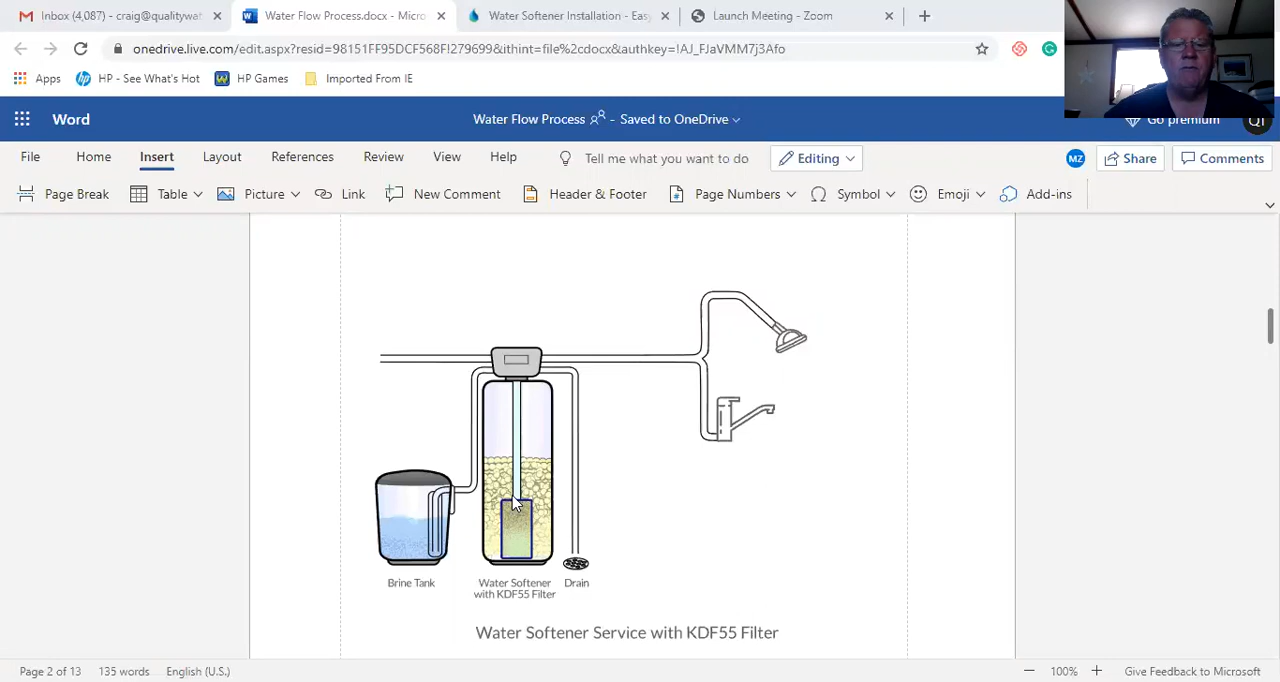 Inbox (4,087) - craig@qualitywat
Water Flow Process.docx - Micro
Water Softener Installation - Eas
Launch Meeting - Zoom
onedrive.live.com/edit.aspx?resid=98151FF95DCF568F!279699&ithint=file%2cdocx&authkey=!AJ_FJaVMM7j3Afo
Apps
HP - See What's Hot
HP Games
Imported From IE
Word
Water Flow Process - Saved to OneDrive
Go premium
File Home Insert Layout References Review View Help
Tell me what you want to do
Editing
MZ
Share
Comments
Page Break Table Picture Link New Comment Header & Footer Page Numbers Symbol Emoji Add-ins
Brine Tank
Water Softener
with KDF55 Filter
Drain
Water Softener Service with KDF55 Filter
Page 2 of 13 135 words English (U.S.)
100%
Give Feedback to Microsoft